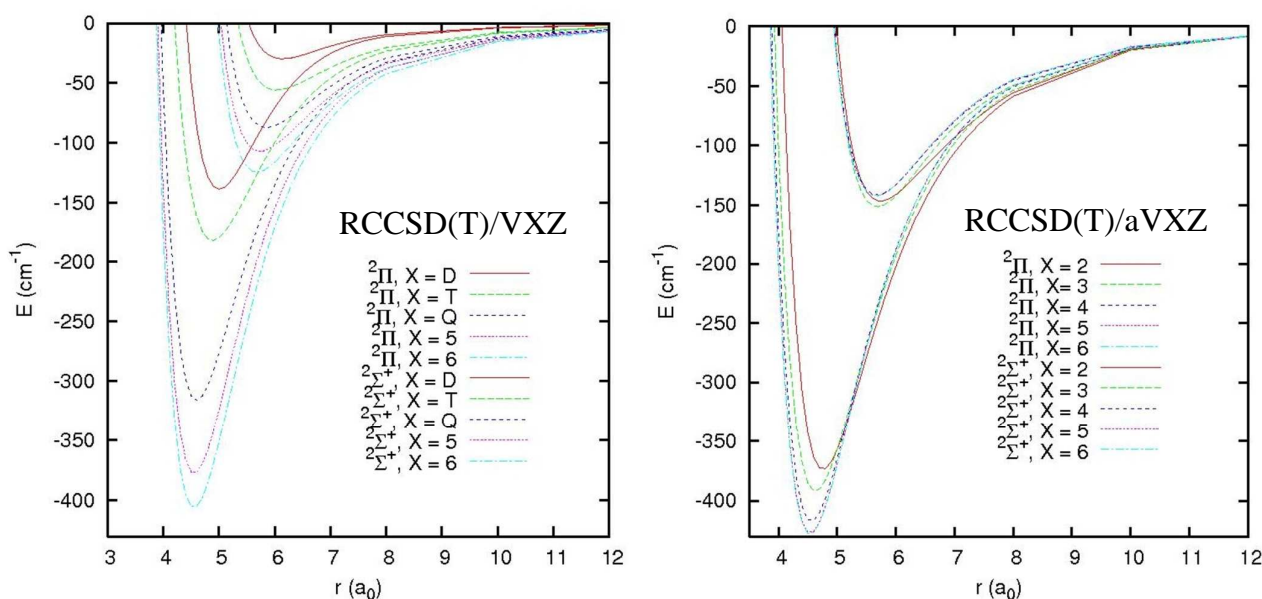 0
-50
-100
-150
-200
-250
-300
-350
-400
E (cm⁻¹)
RCCSD(T)/VXZ
²Π, X = D
²Π, X = T
²Π, X = Q
²Π, X = 5
²Π, X = 6
²Σ⁺, X = D
²Σ⁺, X = T
²Σ⁺, X = Q
²Σ⁺, X = 5
²Σ⁺, X = 6
3 4 5 6 7 8 9 10 11 12
r (a₀)
0
-50
-100
-150
-200
-250
-300
-350
-400
E (cm⁻¹)
RCCSD(T)/aVXZ
²Π, X = 2
²Π, X= 3
²Π, X= 4
²Π, X= 5
²Π, X= 6
²Σ⁺, X = 2
²Σ⁺, X= 3
²Σ⁺, X= 4
²Σ⁺, X= 5
²Σ⁺, X= 6
4 5 6 7 8 9 10 11 12
r (a₀)